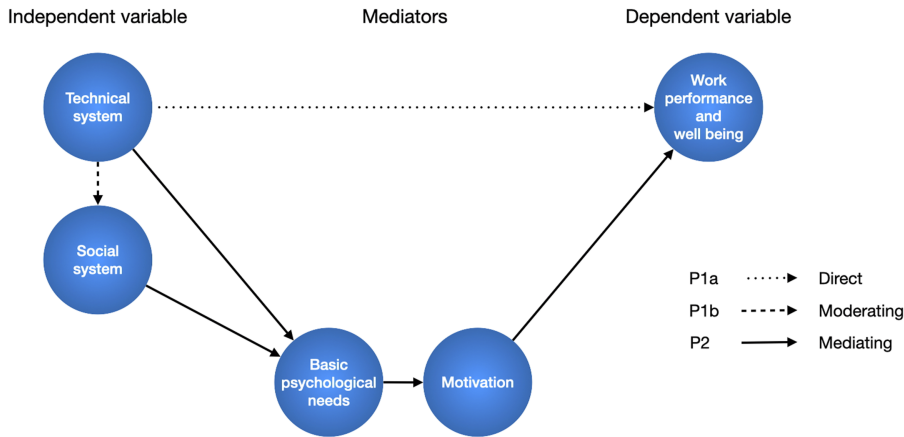 Independent variable
Mediators
Dependent variable
Technical
system
Work
performance
and
well being
Social
system
Basic
psychological
needs
Motivation
P1a
Direct
P1b
Moderating
P2
Mediating